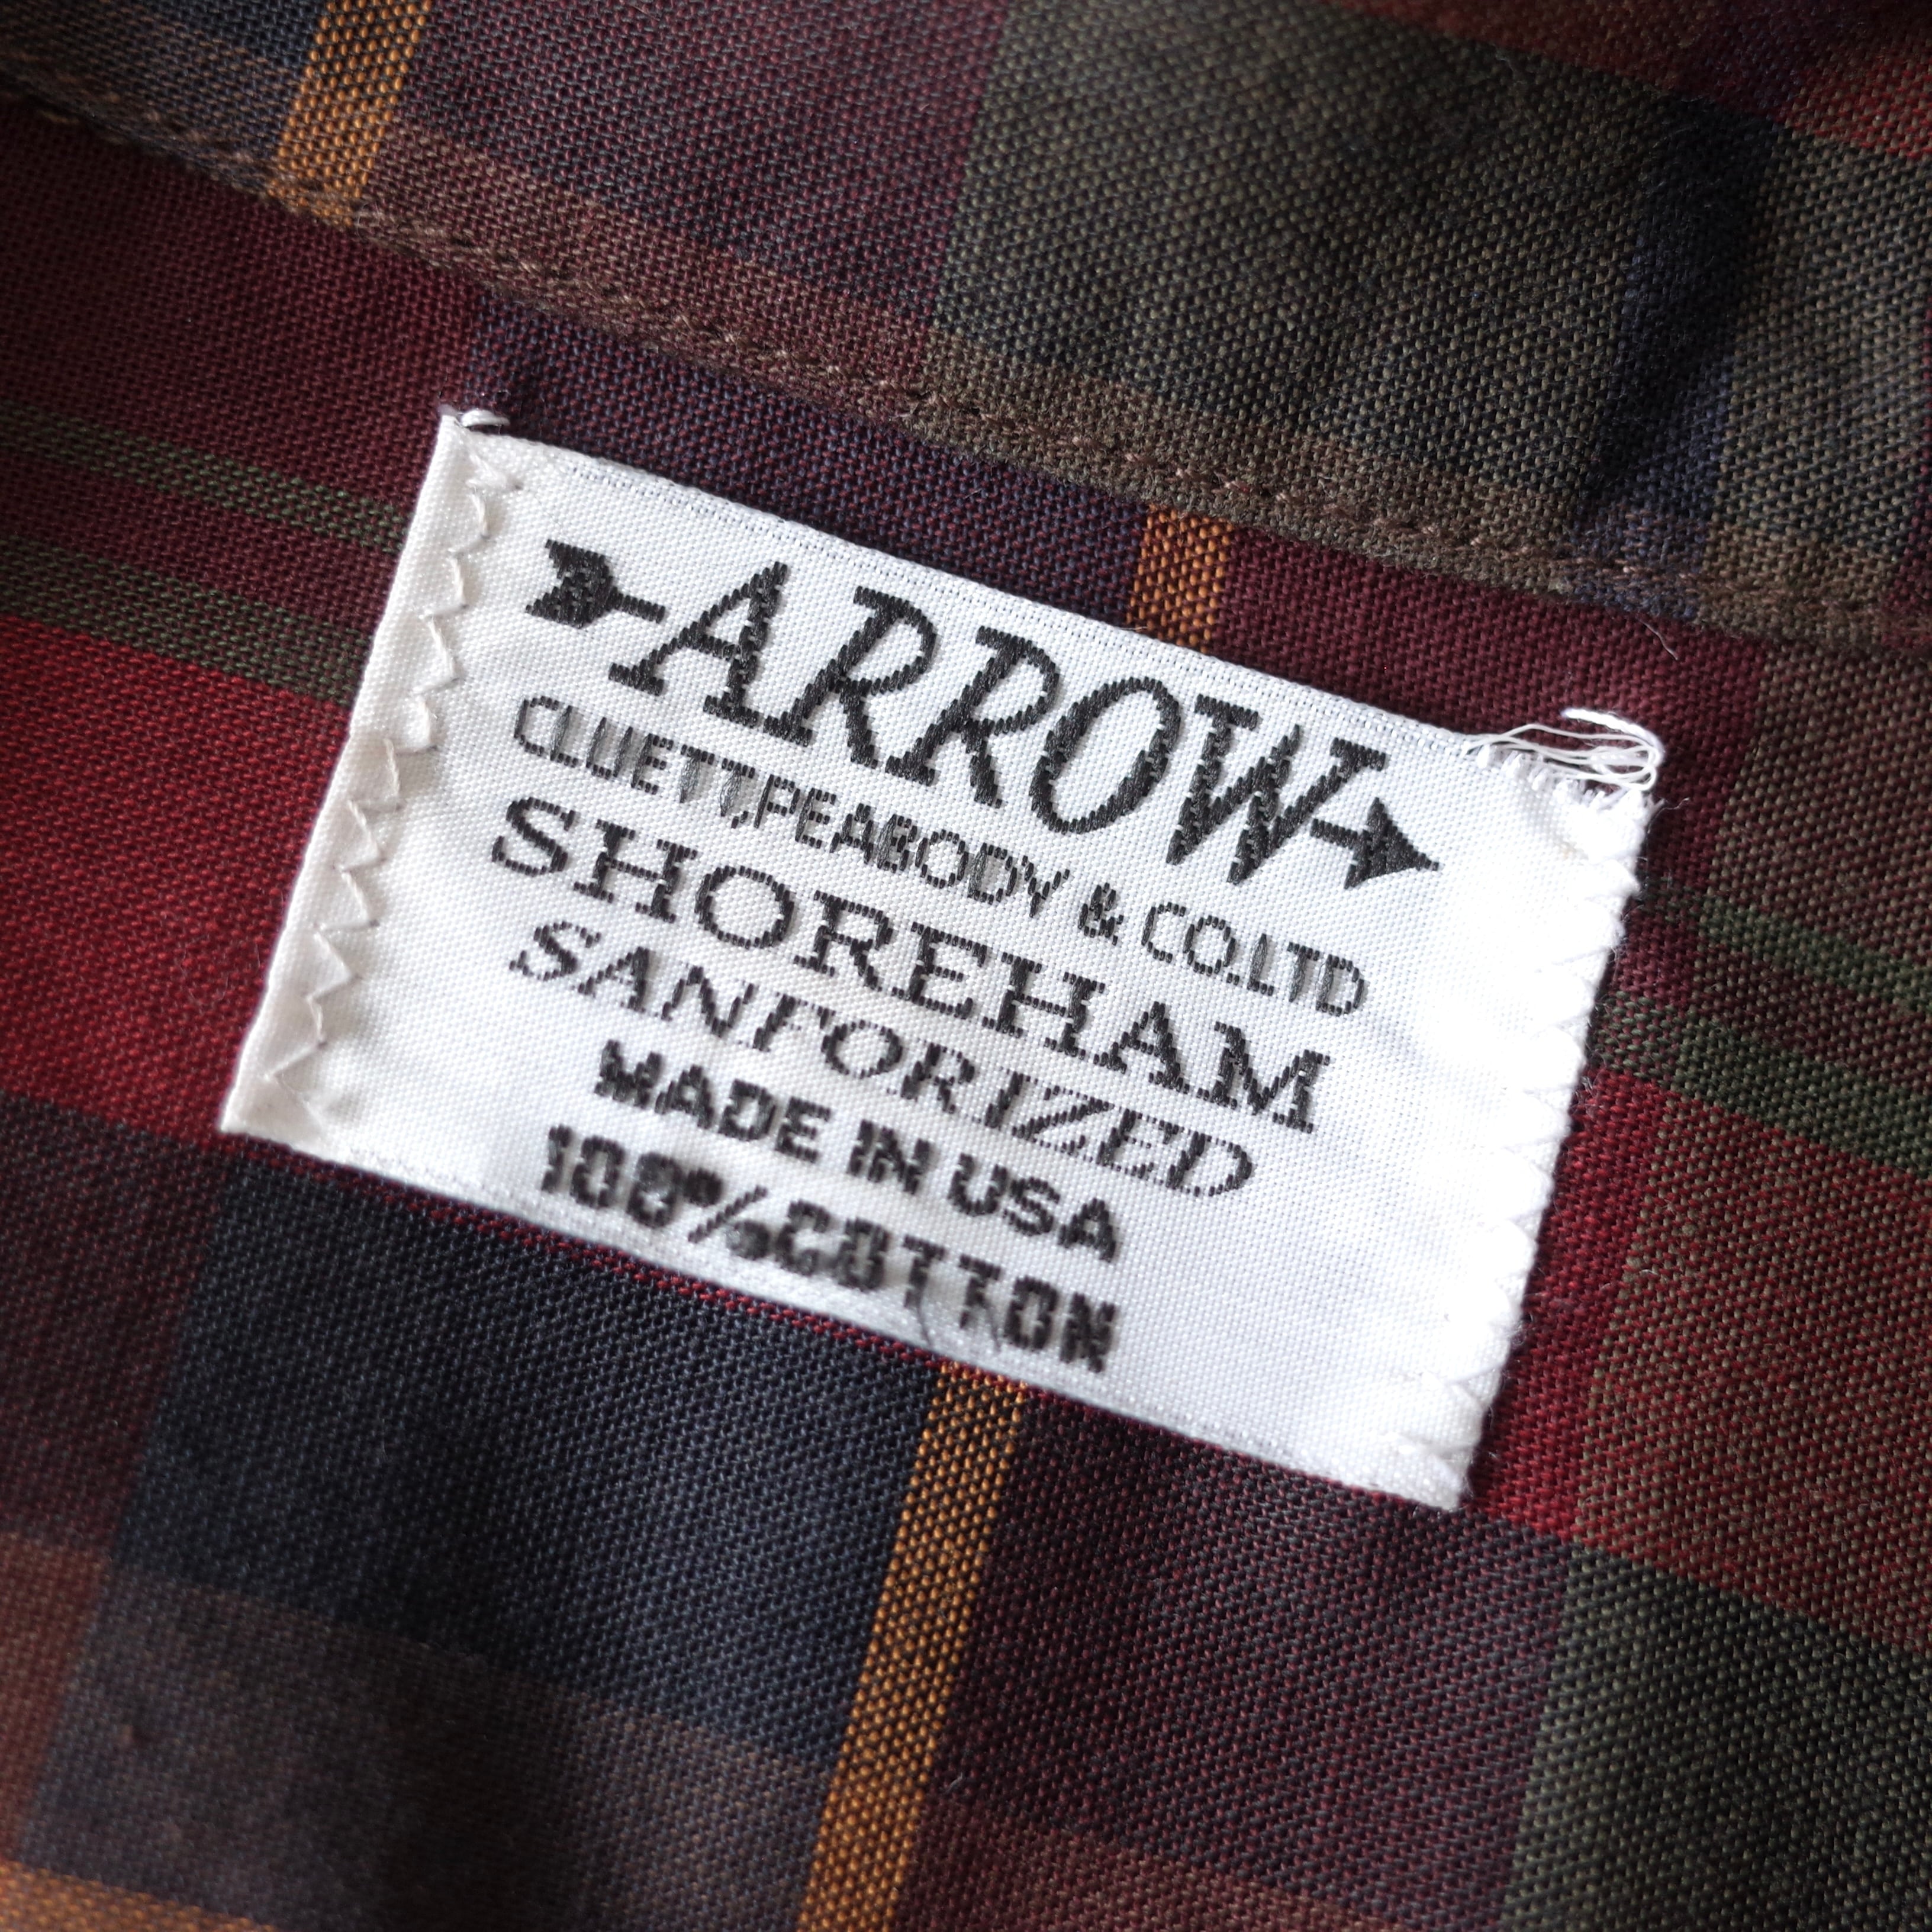 ARROW
CLUETT,PEABODY & CO.LTD
SHOREHAM
SANFORIZED
MADE IN USA
100%COTTON